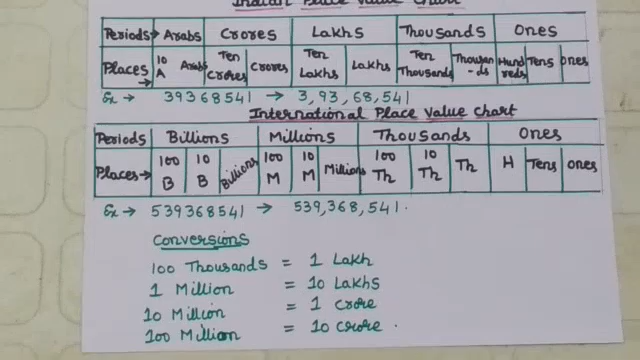 Indian Place Value Chart
Periods→ Arabs Crores Lakhs Thousands Ones
Places→ 10 A Arabs Ten Crores Crores Ten Lakhs Lakhs Ten Thousands Thousan-ds Hundreds Tens Ones
Ex → 39368541 → 3,93,68,541
International Place Value Chart
Periods Billions Millions Thousands Ones
Places→ 100 B 10 B Billions 100 M 10 M Millions 100 Th 10 Th Th H Tens Ones
Ex → 539368541 → 539,368,541.
Conversions
100 Thousands = 1 Lakh
1 Million = 10 Lakhs
10 Million = 1 Crore
100 Million = 10 Crore